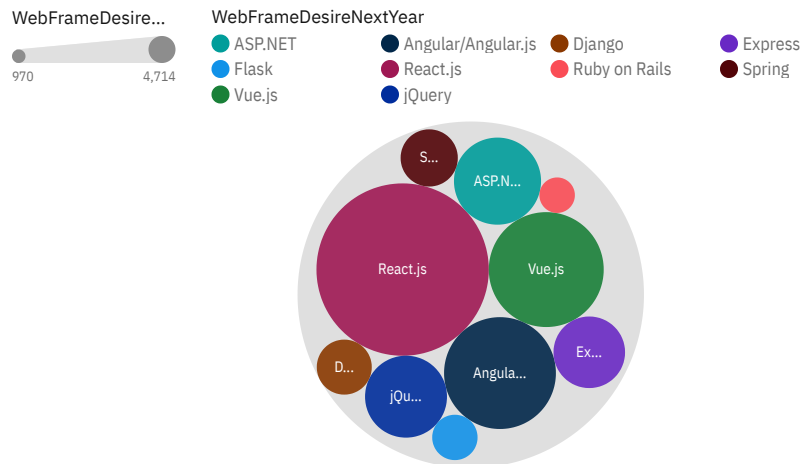 WebFrameDesire...
970 4,714
WebFrameDesireNextYear
ASP.NET Angular/Angular.js Django Express
Flask React.js Ruby on Rails Spring
Vue.js jQuery
S...
ASP.N...
React.js
Vue.js
Ex...
D...
Angula...
jQu...